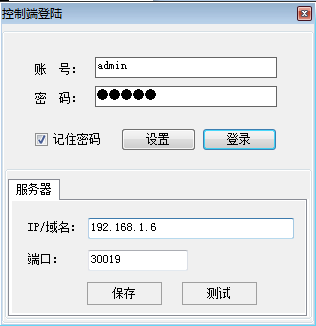 控制端登陆
账 号： admin
密 码： ●●●●●
记住密码 设置 登录
服务器
IP/域名： 192.168.1.6
端口： 30019
保存 测试